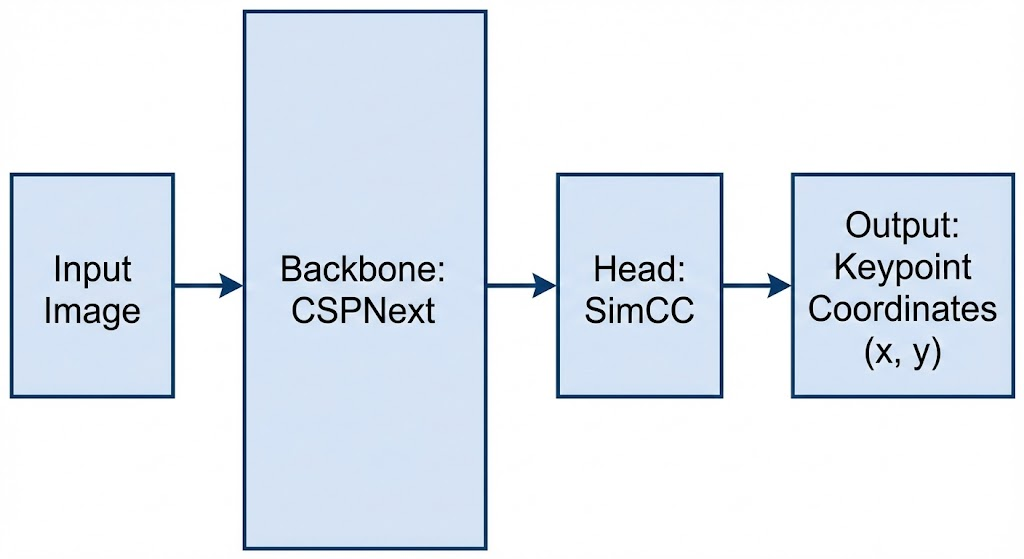 Input
Image
Backbone:
CSPNext
Head:
SimCC
Output:
Keypoint
Coordinates
(x, y)